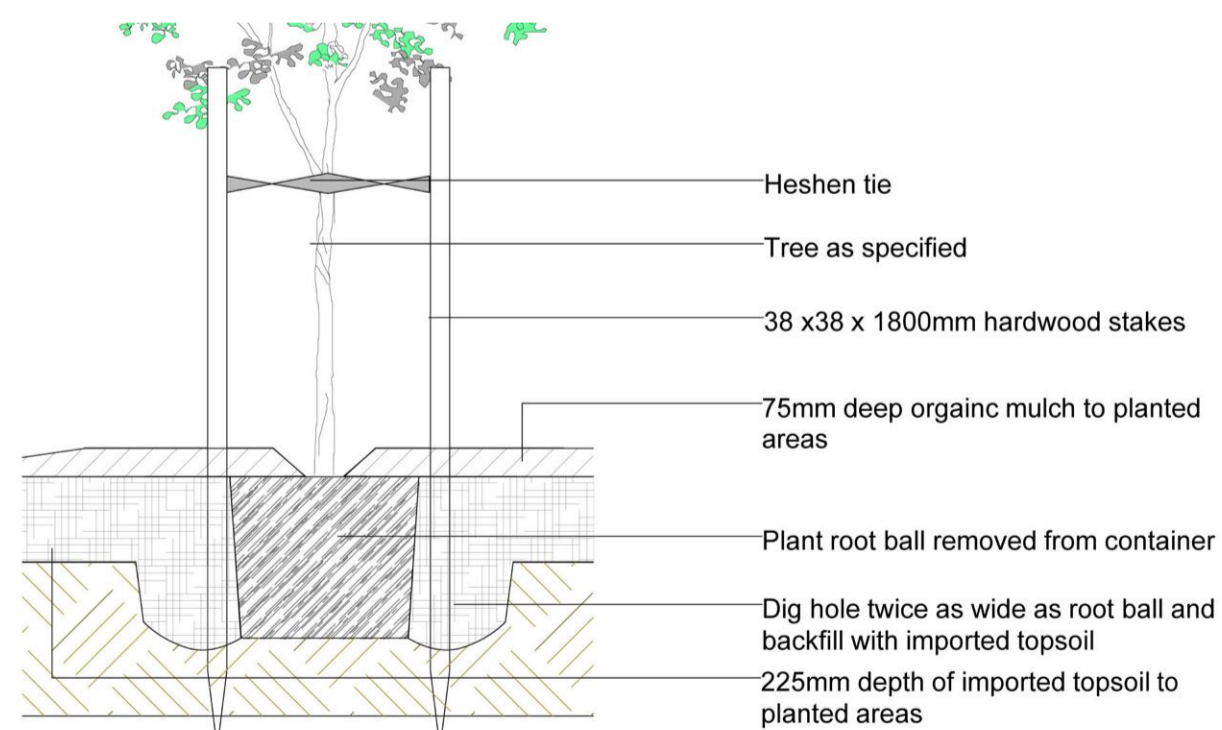 Heshen tie
Tree as specified
38 x38 x 1800mm hardwood stakes
75mm deep orgainc mulch to planted
areas
Plant root ball removed from container
Dig hole twice as wide as root ball and
backfill with imported topsoil
225mm depth of imported topsoil to
planted areas